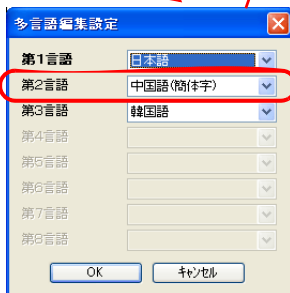 多言語編集設定
第1言語 日本語
第2言語 中国語(簡体字)
第3言語 韓国語
第4言語
第5言語
第6言語
第7言語
第8言語
OK キャンセル